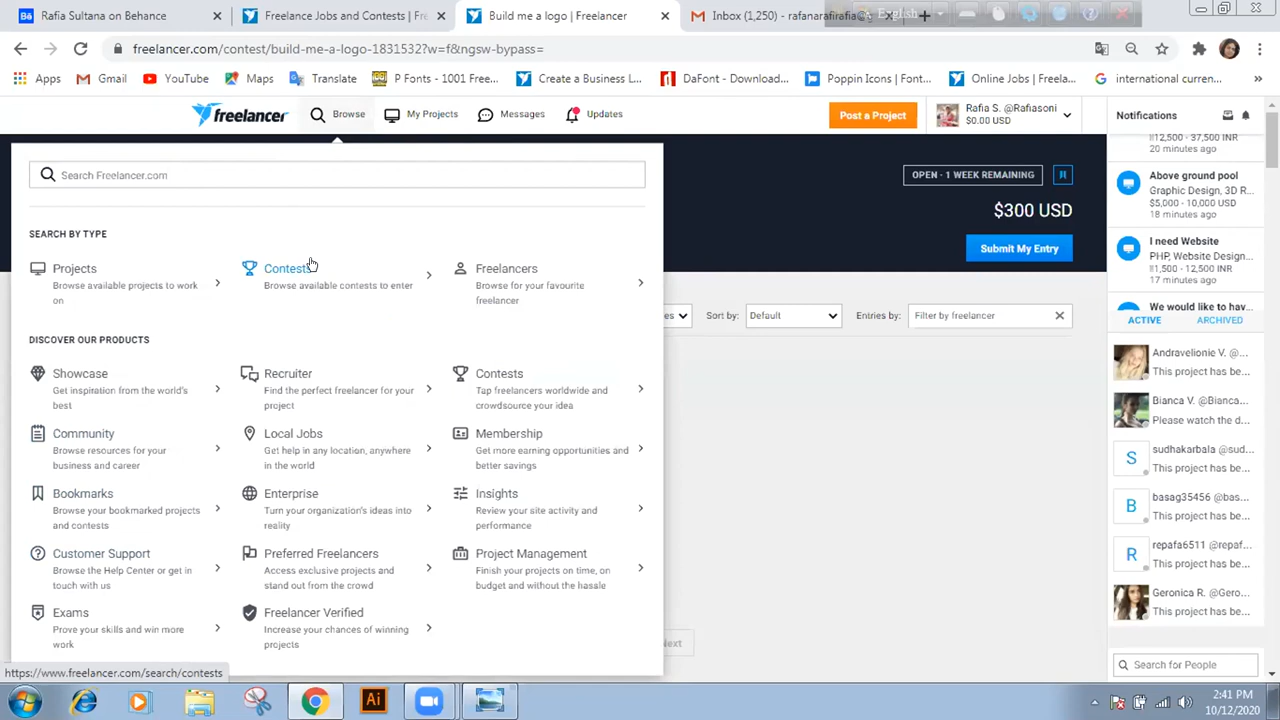 Rafia Sultana on Behance
Freelance Jobs and Contests | Fre
Build me a logo | Freelancer
Inbox (1,250) - rafanarafirafia@g
English
freelancer.com/contest/build-me-a-logo-1831532?w=f&ngsw-bypass=
Apps
Gmail
YouTube
Maps
Translate
P Fonts - 1001 Free...
Create a Business L...
DaFont - Download...
Poppin Icons | Font...
Online Jobs | Freela...
international curren...
freelancer
Browse
My Projects
Messages
Updates
Post a Project
Rafia S. @Rafiasoni
$0.00 USD
Notifications
Search Freelancer.com
SEARCH BY TYPE
Projects
Browse available projects to work
on
Contests
Browse available contests to enter
Freelancers
Browse for your favourite
freelancer
DISCOVER OUR PRODUCTS
Showcase
Get inspiration from the world's
best
Recruiter
Find the perfect freelancer for your
project
Contests
Tap freelancers worldwide and
crowdsource your idea
Community
Browse resources for your
business and career
Local Jobs
Get help in any location, anywhere
in the world
Membership
Get more earning opportunities and
better savings
Bookmarks
Browse your bookmarked projects
and contests
Enterprise
Turn your organization's ideas into
reality
Insights
Review your site activity and
performance
Customer Support
Browse the Help Center or get in
touch with us
Preferred Freelancers
Access exclusive projects and
stand out from the crowd
Project Management
Finish your projects on time, on
budget and without the hassle
Exams
Prove your skills and win more
work
Freelancer Verified
Increase your chances of winning
projects
OPEN - 1 WEEK REMAINING
$300 USD
Submit My Entry
es
Sort by:
Default
Entries by:
Filter by freelancer
ext
12,500 - 37,500 INR
20 minutes ago
Above ground pool
Graphic Design, 3D R...
$5,000 - 10,000 USD
18 minutes ago
I need Website
PHP, Website Design...
1,500 - 12,500 INR
17 minutes ago
We would like to hav...
ACTIVE
ARCHIVED
Andravelionie V. @...
This project has be...
Bianca V. @Bianca...
Please watch the d...
S
sudhakarbala @sud...
This project has be...
B
basag35456 @bas...
This project has be...
R
repafa6511 @repaf...
This project has be...
Geronica R. @Gero...
This project has be...
Search for People
https://www.freelancer.com/search/contests
Ai
2:41 PM
10/12/2020